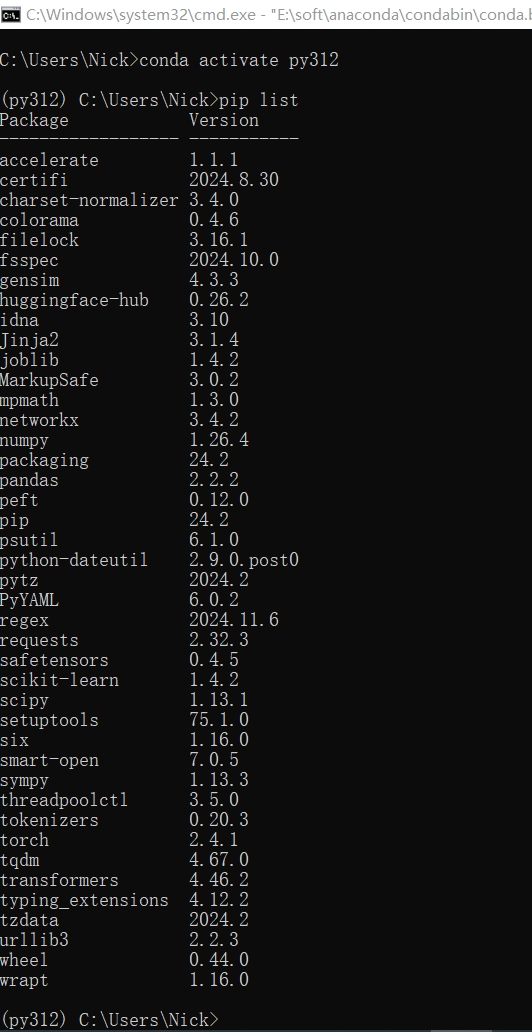 C:\Windows\system32\cmd.exe - "E:\soft\anaconda\condabin\conda.b
C:\Users\Nick>conda activate py312
(py312) C:\Users\Nick>pip list
Package            Version
------------------ -----------
accelerate         1.1.1
certifi            2024.8.30
charset-normalizer 3.4.0
colorama           0.4.6
filelock           3.16.1
fsspec             2024.10.0
gensim             4.3.3
huggingface-hub    0.26.2
idna               3.10
Jinja2             3.1.4
joblib             1.4.2
MarkupSafe         3.0.2
mpmath             1.3.0
networkx           3.4.2
numpy              1.26.4
packaging          24.2
pandas             2.2.2
peft               0.12.0
pip                24.2
psutil             6.1.0
python-dateutil    2.9.0.post0
pytz               2024.2
PyYAML             6.0.2
regex              2024.11.6
requests           2.32.3
safetensors        0.4.5
scikit-learn       1.4.2
scipy              1.13.1
setuptools         75.1.0
six                1.16.0
smart-open         7.0.5
sympy              1.13.3
threadpoolctl      3.5.0
tokenizers         0.20.3
torch              2.4.1
tqdm               4.67.0
transformers       4.46.2
typing_extensions  4.12.2
tzdata             2024.2
urllib3            2.2.3
wheel              0.44.0
wrapt              1.16.0
(py312) C:\Users\Nick>